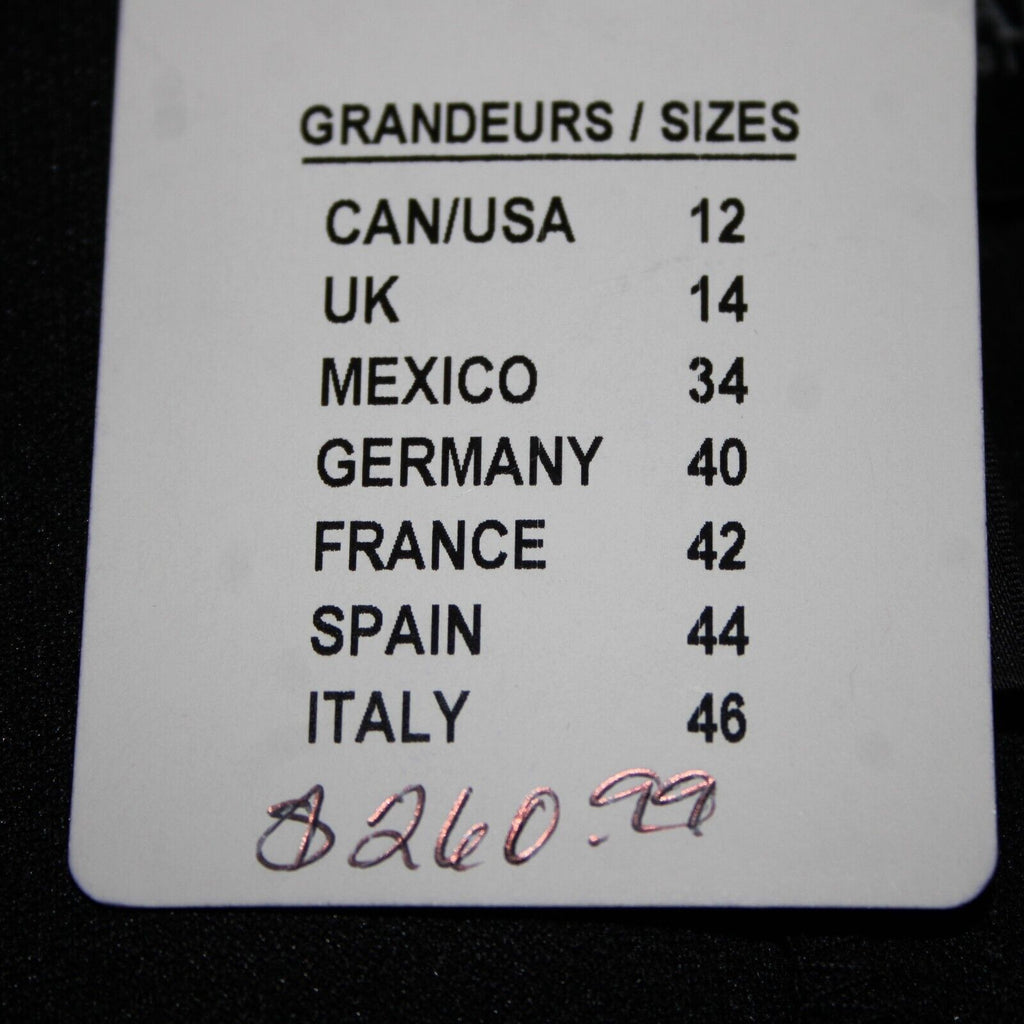 GRANDEURS / SIZES
CAN/USA 12
UK 14
MEXICO 34
GERMANY 40
FRANCE 42
SPAIN 44
ITALY 46
$260.99